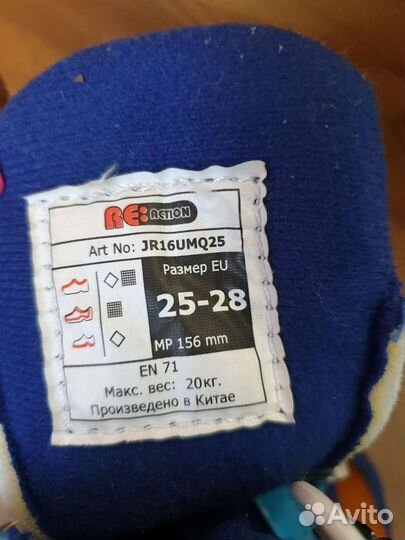 RE:ACTION
Art No: JR16UMQ25
Размер EU
25-28
MP 156 mm
EN 71
Макс. вес: 20кг.
Произведено в Китае
Avito